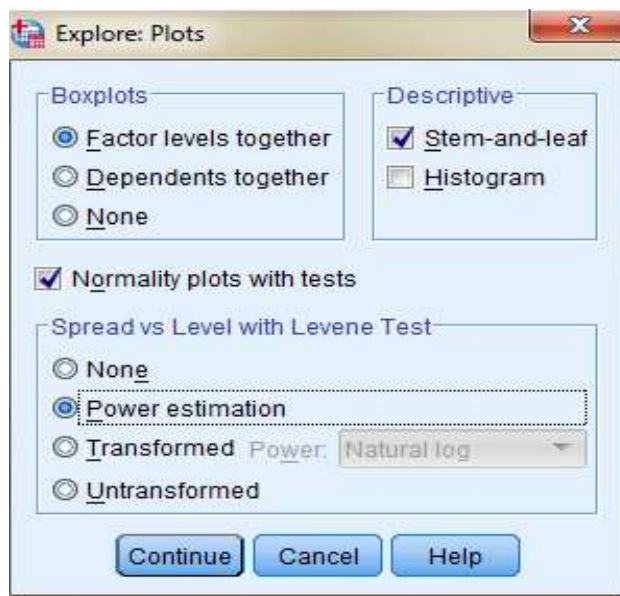 Explore: Plots
Boxplots
Factor levels together
Dependents together
None
Descriptive
Stem-and-leaf
Histogram
Normality plots with tests
Spread vs Level with Levene Test
None
Power estimation
Transformed Power: Natural log
Untransformed
Continue Cancel Help